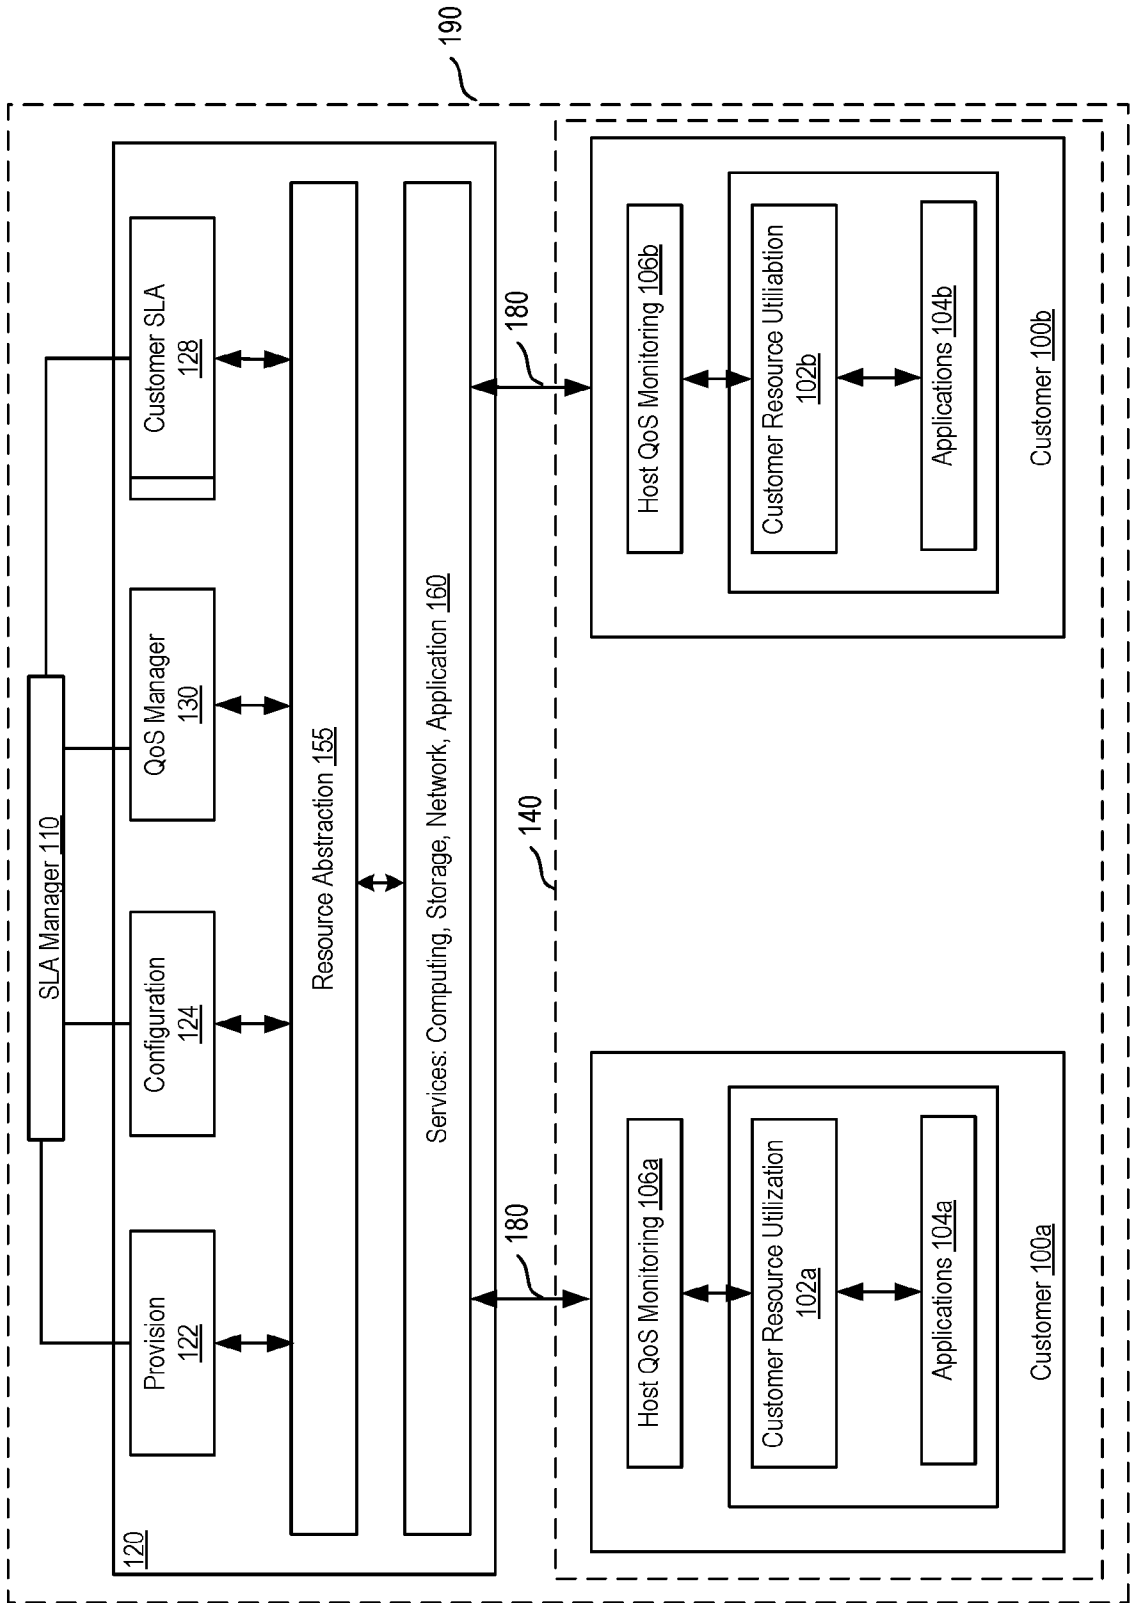 190
SLA Manager 110
120
Provision
122
Configuration
124
QoS Manager
130
Customer SLA
128
Resource Abstraction 155
Services: Computing, Storage, Network, Application 160
180
140
180
Host QoS Monitoring 106a
Customer Resource Utilization
102a
Applications 104a
Customer 100a
Host QoS Monitoring 106b
Customer Resource Utiliabtion
102b
Applications 104b
Customer 100b